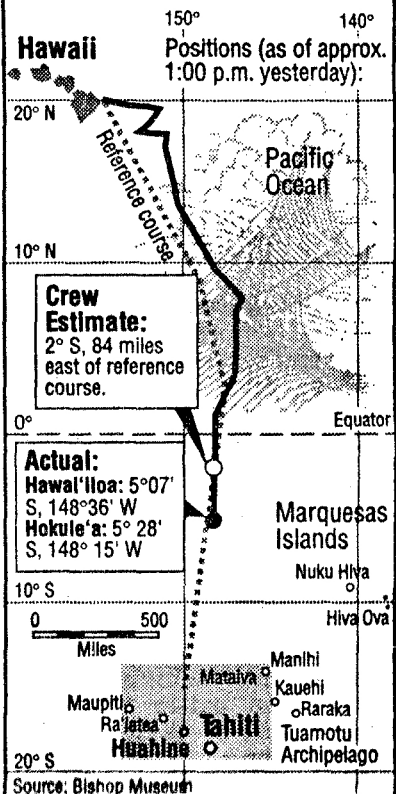 150° 140°
Hawaii
Positions (as of approx.
1:00 p.m. yesterday):
20° N
Reference course
Pacific
Ocean
10° N
Crew
Estimate:
2° S, 84 miles
east of reference
course.
0°
Equator
Actual:
Hawai'iloa: 5°07'
S, 148°36' W
Hokule'a: 5° 28'
S, 148° 15' W
Marquesas
Islands
Nuku Hiva
10° S
Hiva Ova
0 500
Miles
Manihi
Mataiva
Kauehi
Maupiti
Raraka
Ra'iatea
Tahiti
Huahine
Tuamotu
Archipelago
20° S
Source: Bishop Museum